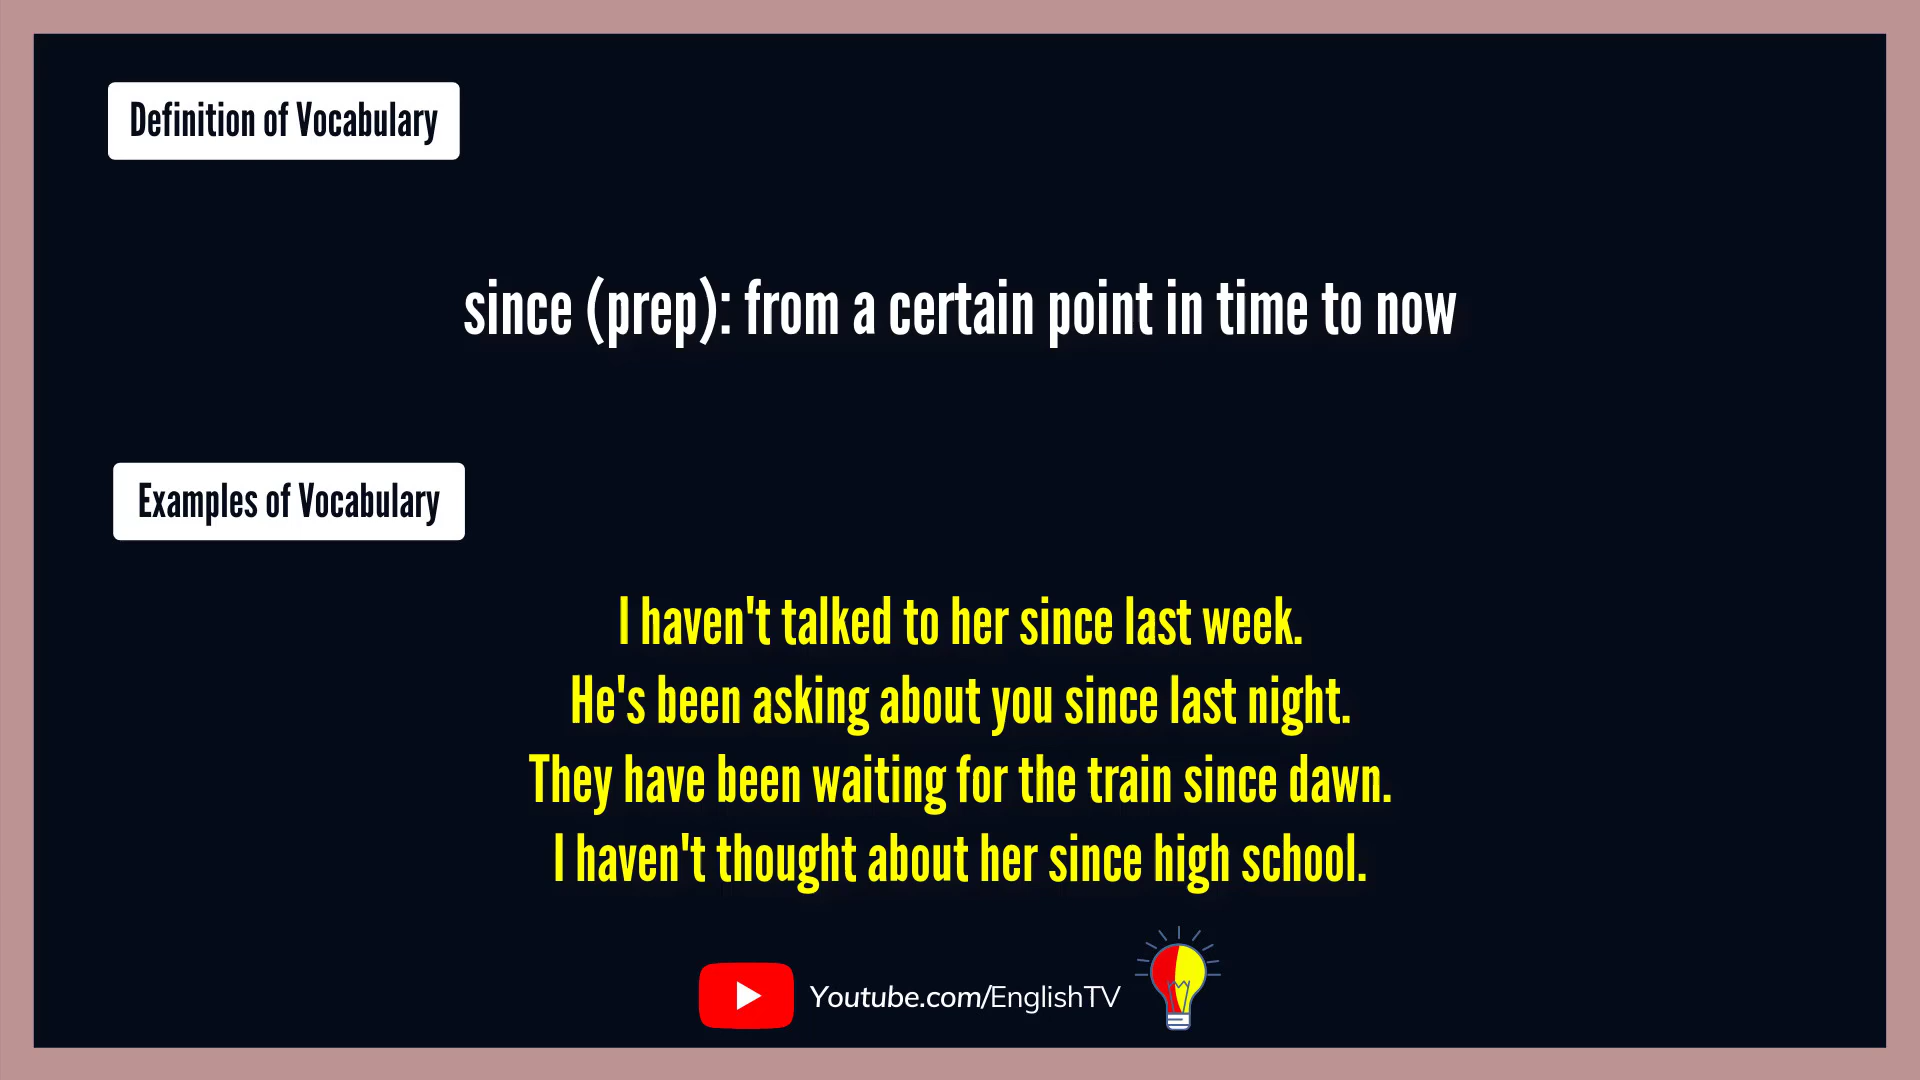 Definition of Vocabulary
since (prep): from a certain point in time to now
Examples of Vocabulary
I haven't talked to her since last week.
He's been asking about you since last night.
They have been waiting for the train since dawn.
I haven't thought about her since high school.
Youtube.com/EnglishTV